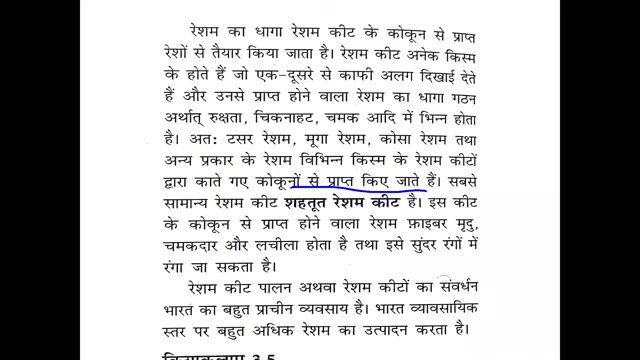 रेशम का धागा रेशम कीट के कोकून से प्राप्त
रेशों से तैयार किया जाता है। रेशम कीट अनेक किस्म
के होते हैं जो एक-दूसरे से काफी अलग दिखाई देते
हैं और उनसे प्राप्त होने वाला रेशम का धागा गठन
अर्थात् रुक्षता, चिकनाहट, चमक आदि में भिन्न होता
है। अतः टसर रेशम, मूगा रेशम, कोसा रेशम तथा
अन्य प्रकार के रेशम विभिन्न किस्म के रेशम कीटों
द्वारा काते गए कोकूनों से प्राप्त किए जाते हैं। सबसे
सामान्य रेशम कीट शहतूत रेशम कीट है। इस कीट
के कोकून से प्राप्त होने वाला रेशम फ़ाइबर मृदु,
चमकदार और लचीला होता है तथा इसे सुंदर रंगों में
रंगा जा सकता है।
रेशम कीट पालन अथवा रेशम कीटों का संवर्धन
भारत का बहुत प्राचीन व्यवसाय है। भारत व्यावसायिक
स्तर पर बहुत अधिक रेशम का उत्पादन करता है।